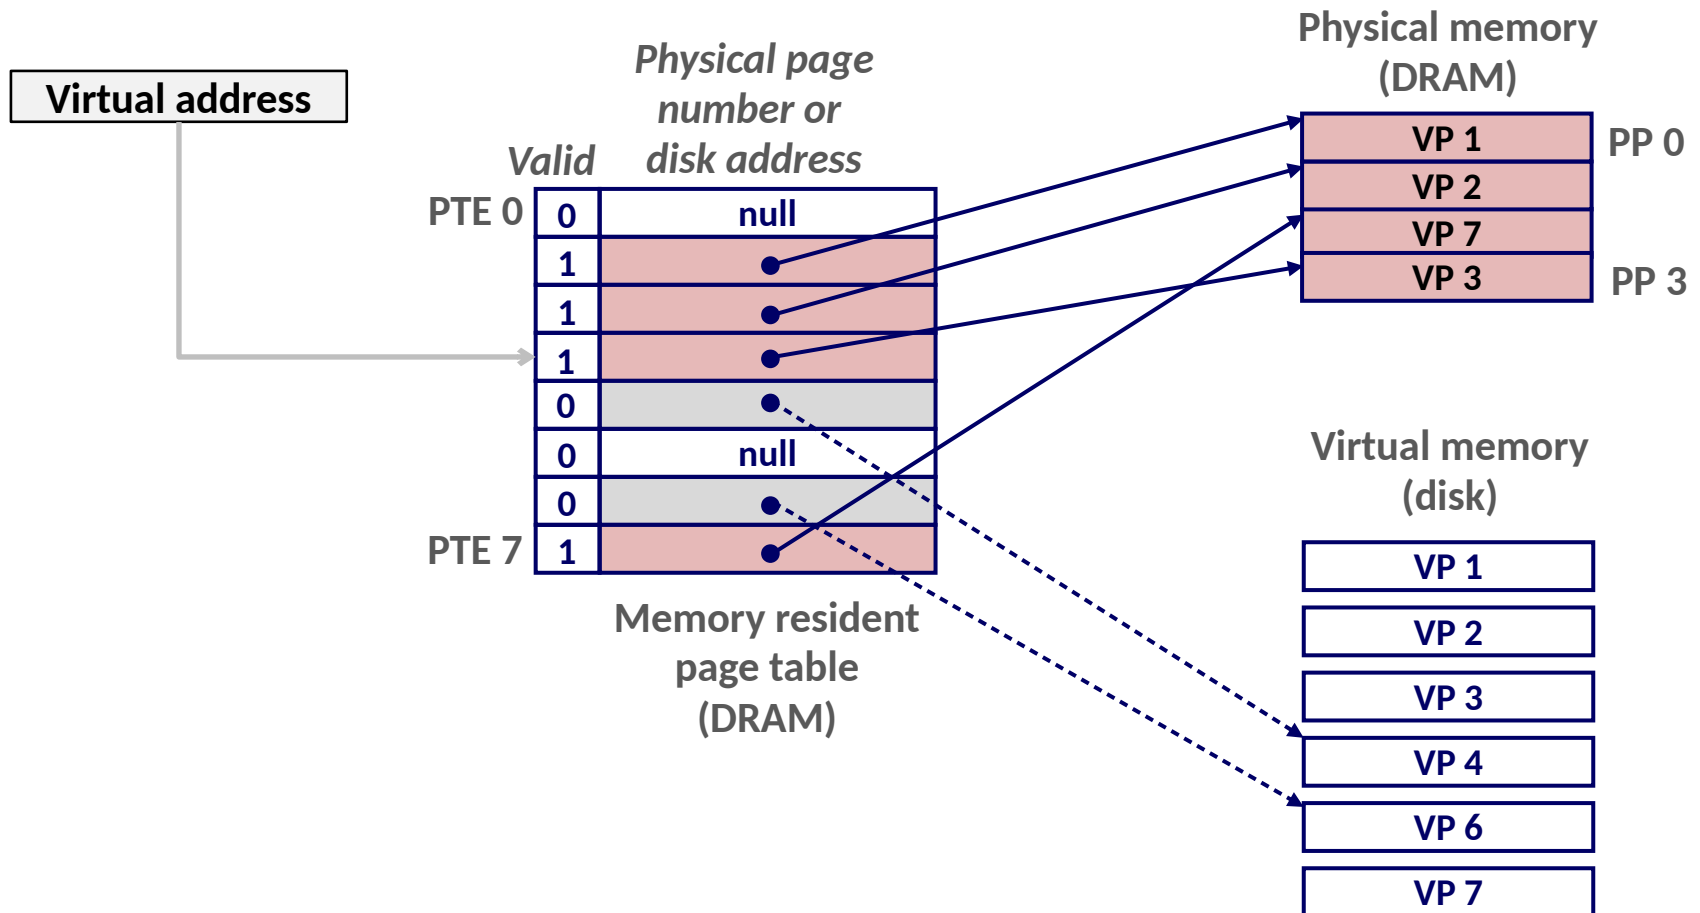 Virtual address
Physical page
number or
disk address
Valid
PTE 0
0
null
1
1
1
0
0
null
0
PTE 7
1
Memory resident
page table
(DRAM)
Physical memory
(DRAM)
VP 1
PP 0
VP 2
VP 7
VP 3
PP 3
Virtual memory
(disk)
VP 1
VP 2
VP 3
VP 4
VP 6
VP 7